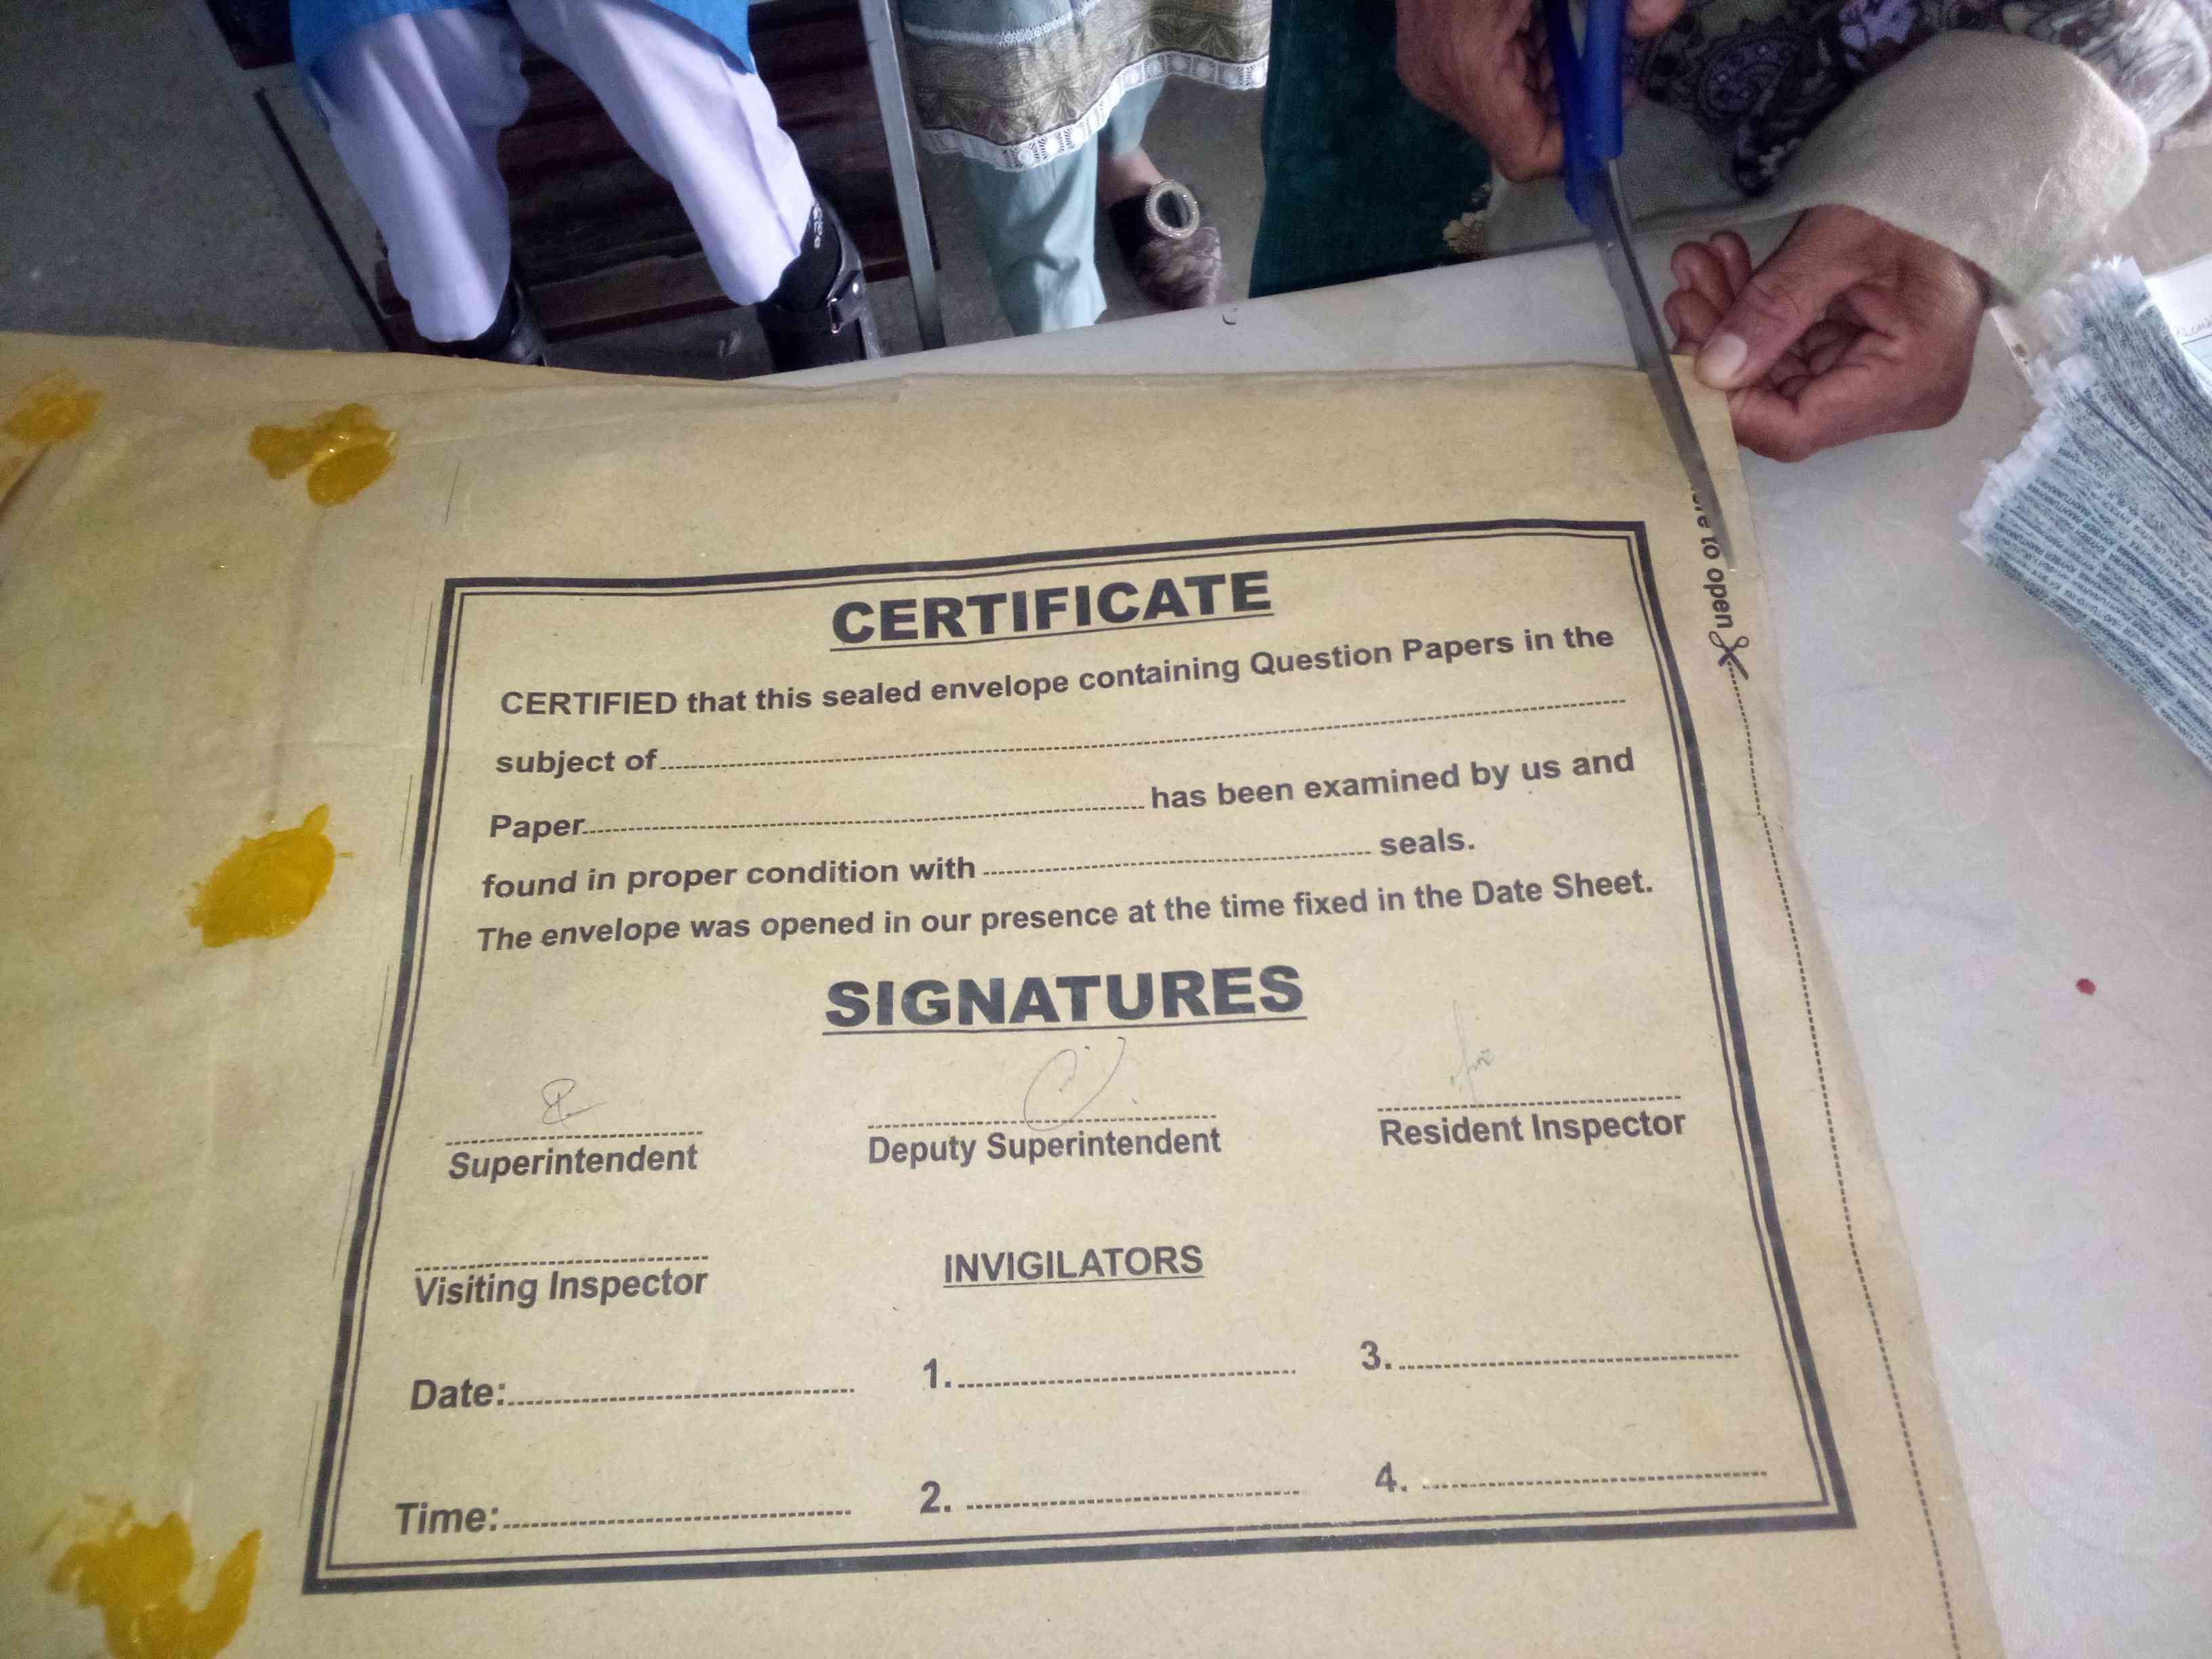 to open
CERTIFICATE
CERTIFIED that this sealed envelope containing Question Papers in the
subject of
Paper has been examined by us and
found in proper condition with seals.
The envelope was opened in our presence at the time fixed in the Date Sheet.
SIGNATURES
Superintendent Deputy Superintendent Resident Inspector
Visiting Inspector INVIGILATORS
Date: 1. 3.
Time: 2. 4.